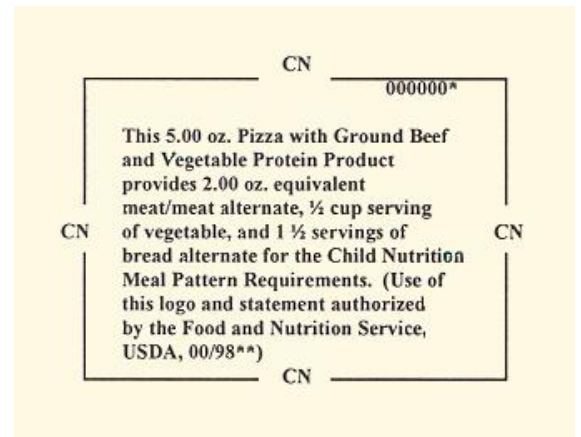 CN
000000*
This 5.00 oz. Pizza with Ground Beef
and Vegetable Protein Product
provides 2.00 oz. equivalent
meat/meat alternate, ½ cup serving
CN of vegetable, and 1 ½ servings of CN
bread alternate for the Child Nutrition
Meal Pattern Requirements. (Use of
this logo and statement authorized
by the Food and Nutrition Service,
USDA, 00/98**)
CN